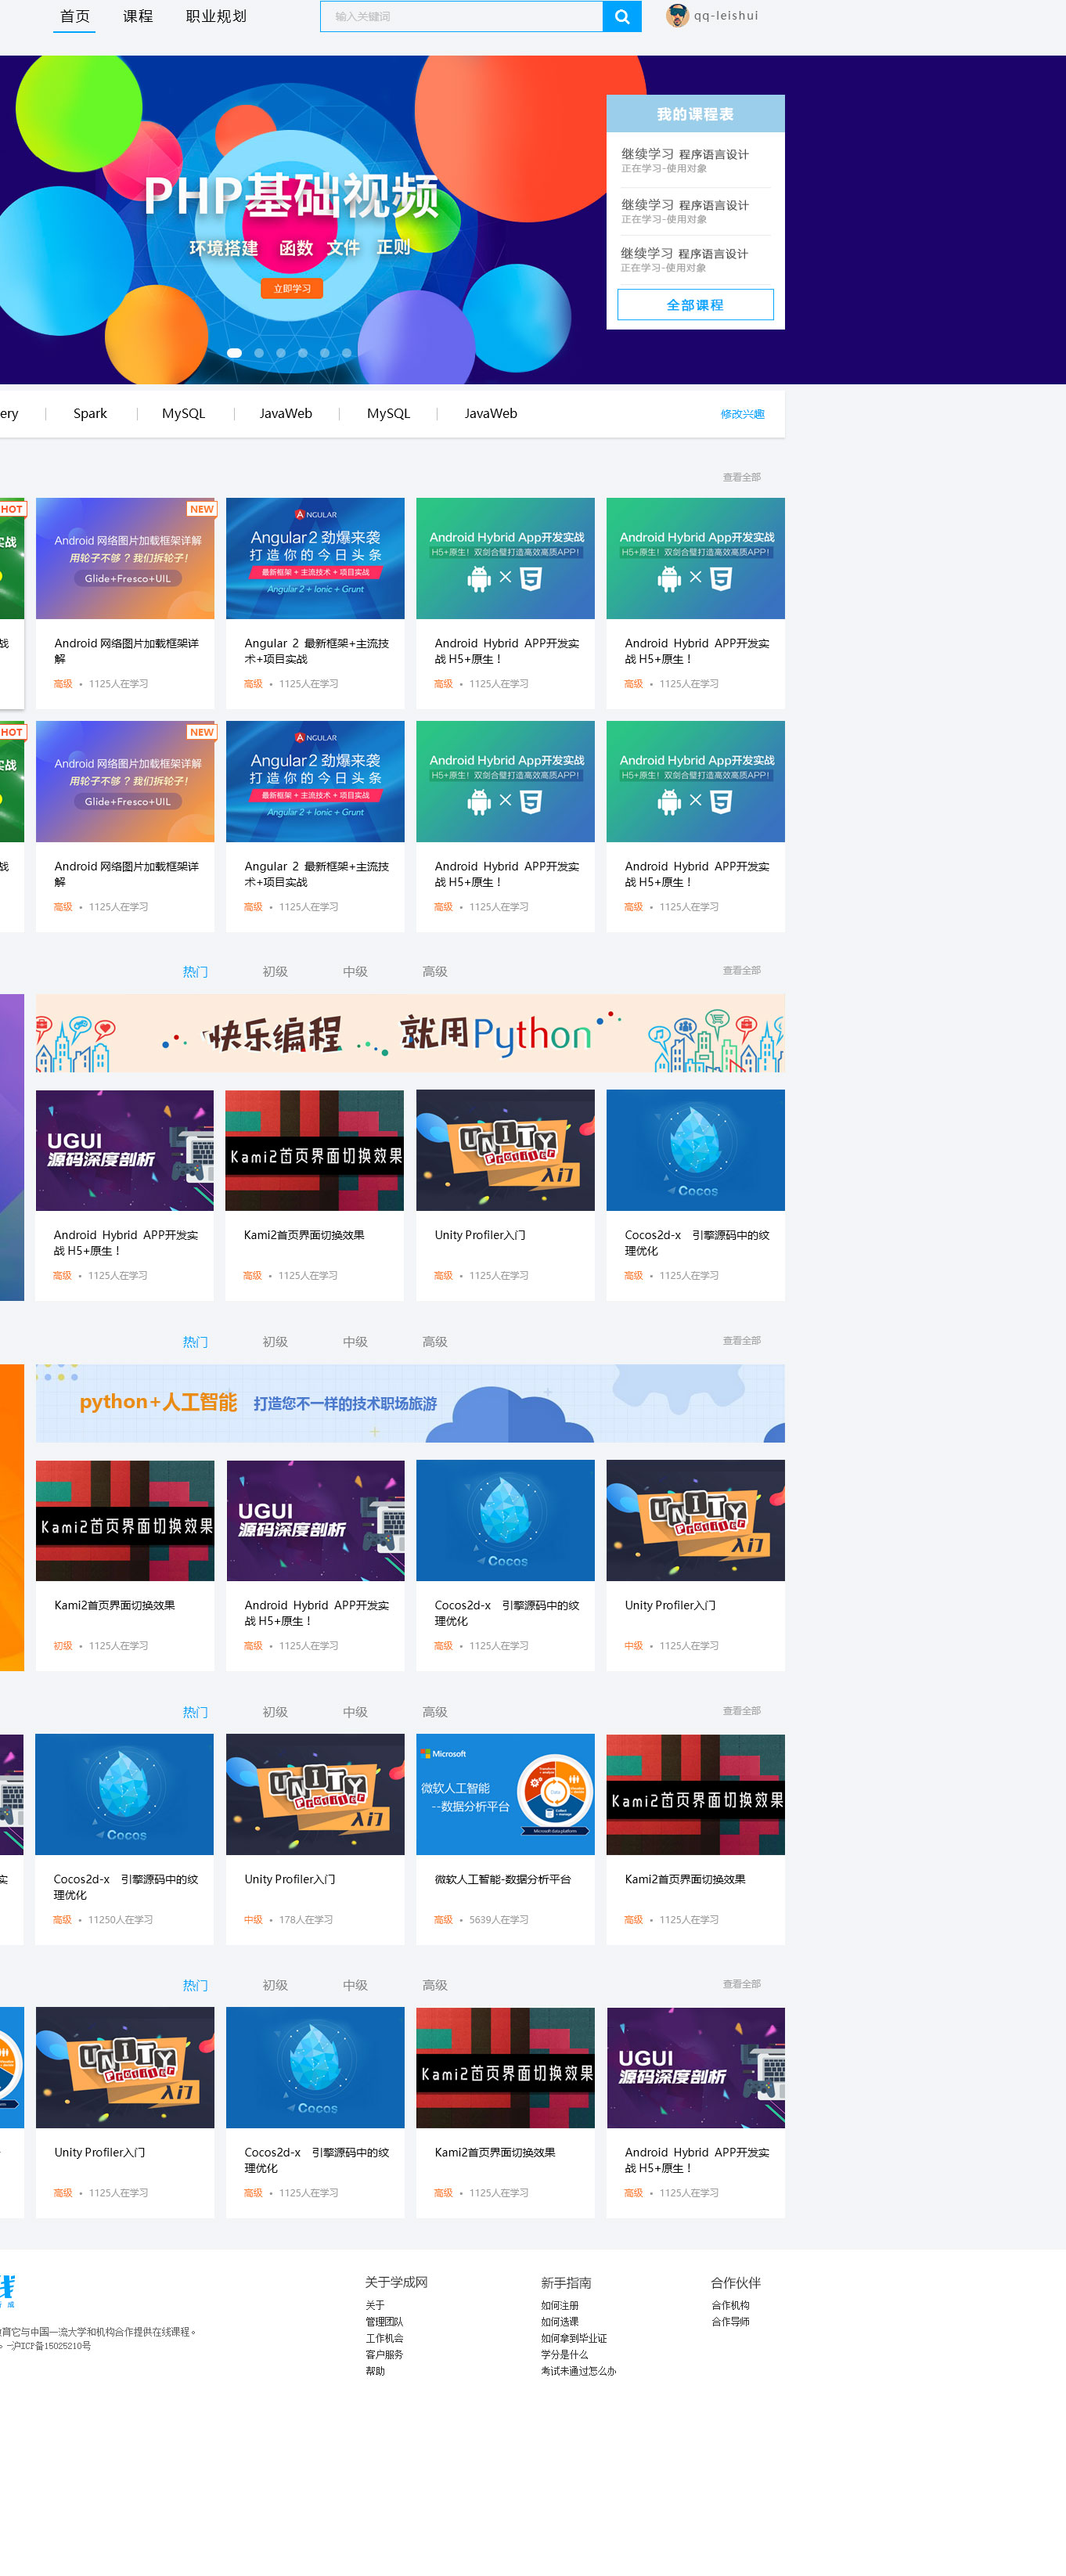 首页 课程 职业规划 输入关键词 qq-leishui
我的课程表
PHP基础视频
环境搭建 函数 文件 正则
立即学习
继续学习 程序语言设计
正在学习-使用对象
继续学习 程序语言设计
正在学习-使用对象
继续学习 程序语言设计
正在学习-使用对象
全部课程
ery Spark MySQL JavaWeb MySQL JavaWeb 修改兴趣
查看全部
HOT NEW
实战
Android 网络图片加载框架详解
用轮子不够？我们拆轮子！
Glide+Fresco+UIL
ANGULAR
Angular2 劲爆来袭
打造你的今日头条
最新框架 + 主流技术 + 项目实战
Angular 2 + Ionic + Grunt
Android Hybrid App开发实战
H5+原生！双剑合璧打造高效高质APP！
Android Hybrid App开发实战
H5+原生！双剑合璧打造高效高质APP！
战
Android 网络图片加载框架详
解
高级 • 1125人在学习
Angular 2 最新框架+主流技
术+项目实战
高级 • 1125人在学习
Android Hybrid APP开发实
战 H5+原生！
高级 • 1125人在学习
Android Hybrid APP开发实
战 H5+原生！
高级 • 1125人在学习
HOT NEW
实战
Android 网络图片加载框架详解
用轮子不够？我们拆轮子！
Glide+Fresco+UIL
ANGULAR
Angular2 劲爆来袭
打造你的今日头条
最新框架 + 主流技术 + 项目实战
Angular 2 + Ionic + Grunt
Android Hybrid App开发实战
H5+原生！双剑合璧打造高效高质APP！
Android Hybrid App开发实战
H5+原生！双剑合璧打造高效高质APP！
战
Android 网络图片加载框架详
解
高级 • 1125人在学习
Angular 2 最新框架+主流技
术+项目实战
高级 • 1125人在学习
Android Hybrid APP开发实
战 H5+原生！
高级 • 1125人在学习
Android Hybrid APP开发实
战 H5+原生！
高级 • 1125人在学习
热门 初级 中级 高级 查看全部
快乐编程 就用Python
UGUI
源码深度剖析
Kami2首页界面切换效果
UNITY
Profiler
入门
Cocos
Android Hybrid APP开发实
战 H5+原生！
高级 • 1125人在学习
Kami2首页界面切换效果
高级 • 1125人在学习
Unity Profiler入门
高级 • 1125人在学习
Cocos2d-x 引擎源码中的纹
理优化
高级 • 1125人在学习
热门 初级 中级 高级 查看全部
python+人工智能 打造您不一样的技术职场旅游
Kami2首页界面切换效果
UGUI
源码深度剖析
Cocos
UNITY
Profiler
入门
Kami2首页界面切换效果
初级 • 1125人在学习
Android Hybrid APP开发实
战 H5+原生！
高级 • 1125人在学习
Cocos2d-x 引擎源码中的纹
理优化
高级 • 1125人在学习
Unity Profiler入门
中级 • 1125人在学习
热门 初级 中级 高级 查看全部
Cocos
UNITY
Profiler
入门
Microsoft
微软人工智能
--数据分析平台
Microsoft data platform
Kami2首页界面切换效果
实
Cocos2d-x 引擎源码中的纹
理优化
高级 • 11250人在学习
Unity Profiler入门
中级 • 178人在学习
微软人工智能-数据分析平台
高级 • 5639人在学习
Kami2首页界面切换效果
高级 • 1125人在学习
热门 初级 中级 高级 查看全部
UNITY
Profiler
入门
Cocos
Kami2首页界面切换效果
UGUI
源码深度剖析
Unity Profiler入门
高级 • 1125人在学习
Cocos2d-x 引擎源码中的纹
理优化
高级 • 1125人在学习
Kami2首页界面切换效果
高级 • 1125人在学习
Android Hybrid APP开发实
战 H5+原生！
高级 • 1125人在学习
成
教育它与中国一流大学和机构合作提供在线课程。
-沪ICP备15025210号
关于学成网
关于
管理团队
工作机会
客户服务
帮助
新手指南
如何注册
如何选课
如何拿到毕业证
学分是什么
考试未通过怎么办
合作伙伴
合作机构
合作导师